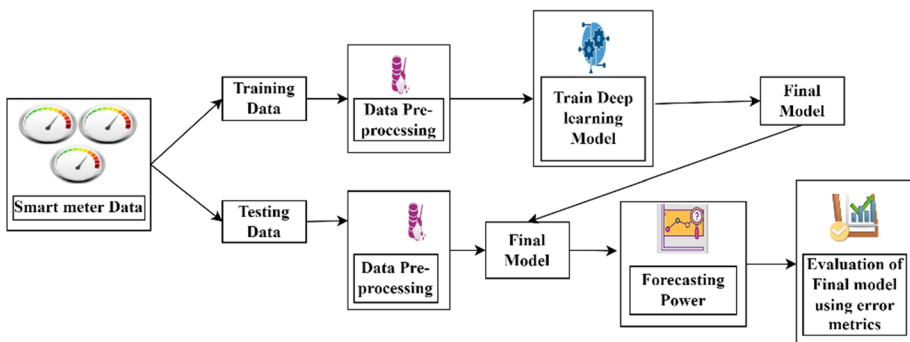 Smart meter Data
Training
Data
Data Pre-
processing
Train Deep
learning
Model
Final
Model
Testing
Data
Data Pre-
processing
Final
Model
Forecasting
Power
Evaluation of
Final model
using error
metrics